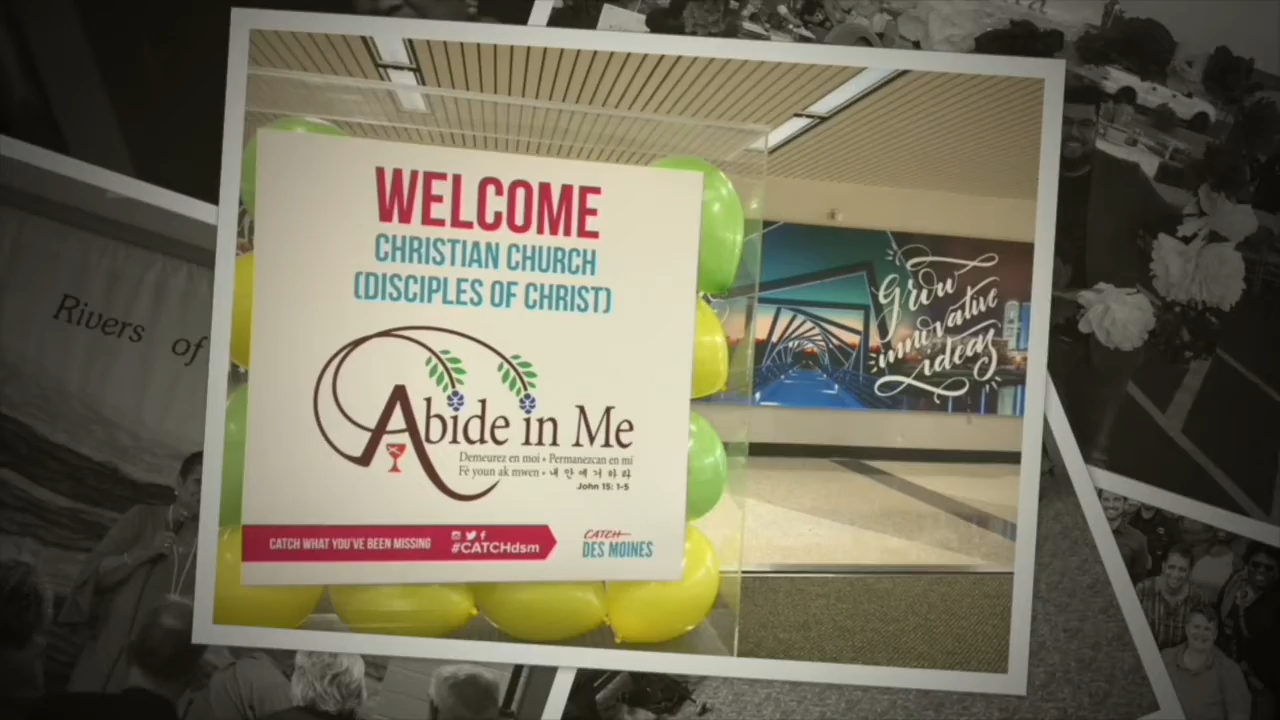 WELCOME
CHRISTIAN CHURCH
(DISCIPLES OF CHRIST)
Abide in Me
Demeurez en moi • Permanezcan en mi
Fè youn ak mwen • 내 안에 거하라
John 15: 1-5
CATCH WHAT YOU'VE BEEN MISSING
#CATCHdsm
CATCH
DES MOINES
Grow
innovative
ideas
Rivers of